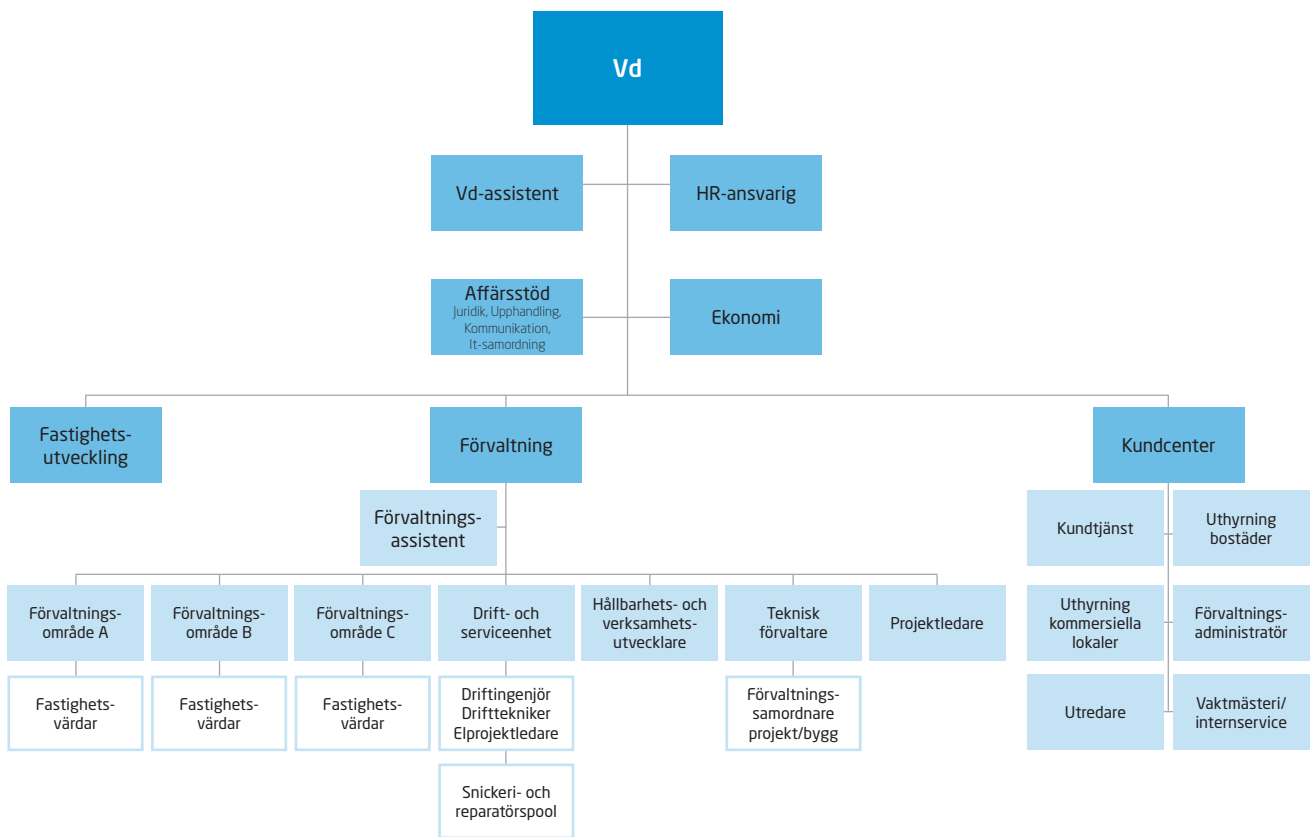 Vd
Vd-assistent
HR-ansvarig
Affärsstöd
Juridik, Upphandling,
Kommunikation,
It-samordning
Ekonomi
Fastighets-
utveckling
Förvaltning
Kundcenter
Förvaltnings-
assistent
Kundtjänst
Uthyrning
bostäder
Förvaltnings-
område A
Förvaltnings-
område B
Förvaltnings-
område C
Drift- och
serviceenhet
Hållbarhets- och
verksamhets-
utvecklare
Teknisk
förvaltare
Projektledare
Uthyrning
kommersiella
lokaler
Förvaltnings-
administratör
Fastighets-
värdar
Fastighets-
värdar
Fastighets-
värdar
Driftingenjör
Drifttekniker
Elprojektledare
Förvaltnings-
samordnare
projekt/bygg
Utredare
Vaktmästeri/
internservice
Snickeri- och
reparatörspool